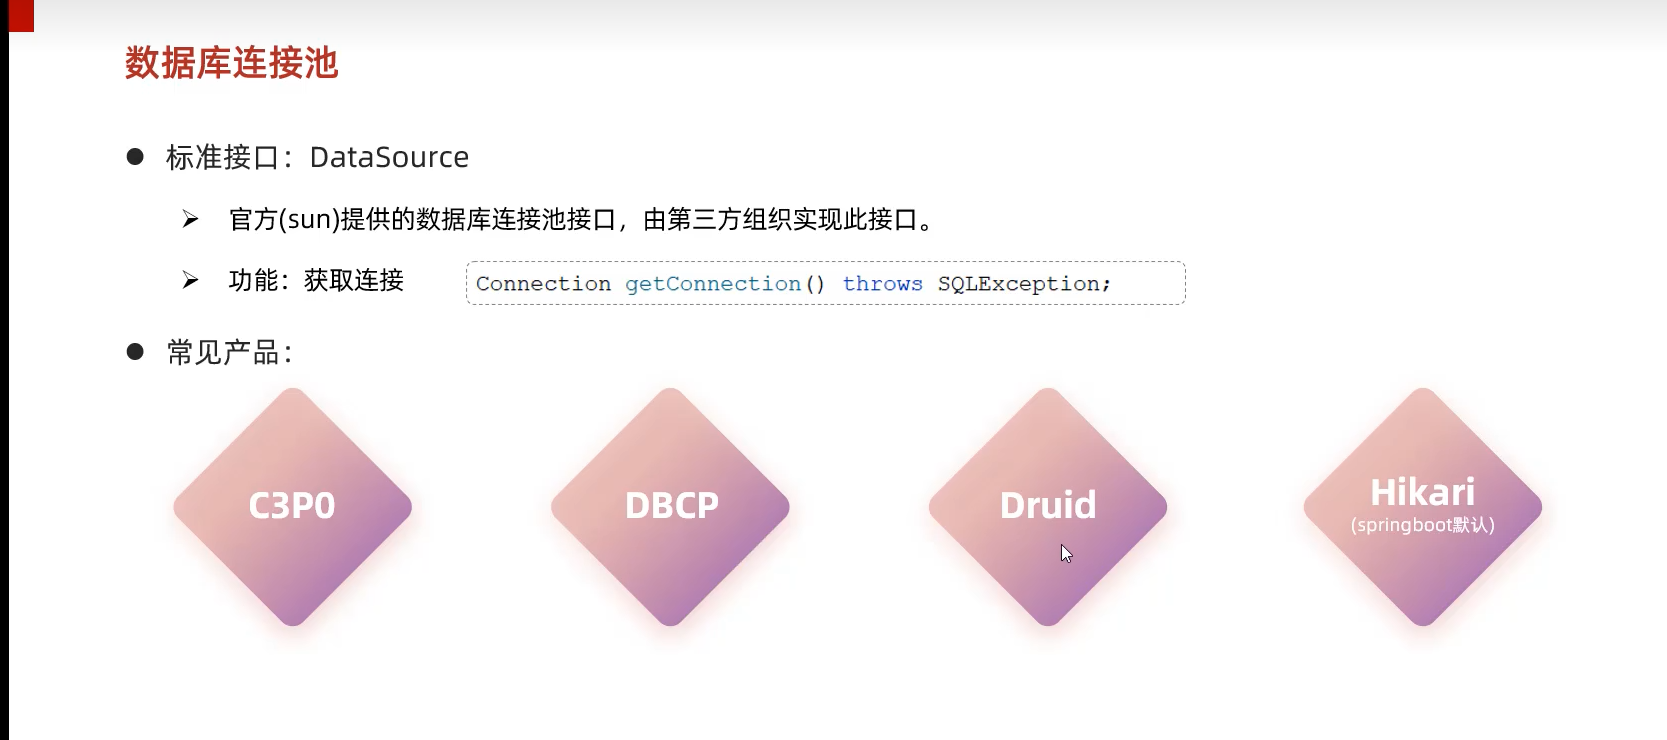 数据库连接池
标准接口：DataSource
官方(sun)提供的数据库连接池接口，由第三方组织实现此接口。
功能：获取连接
Connection getConnection() throws SQLException;
常见产品：
C3P0
DBCP
Druid
Hikari
(springboot默认)